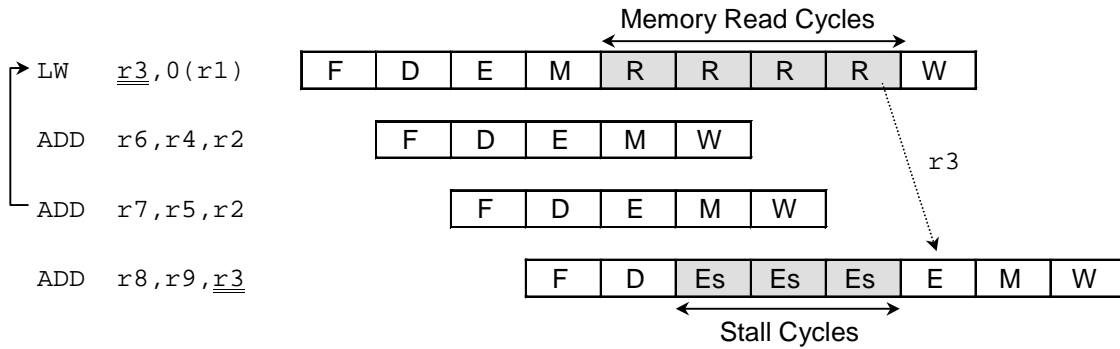 Memory Read Cycles
LW r3,0(r1) F D E M R R R R W
ADD r6,r4,r2 F D E M W
r3
ADD r7,r5,r2 F D E M W
ADD r8,r9,r3 F D Es Es Es E M W
Stall Cycles